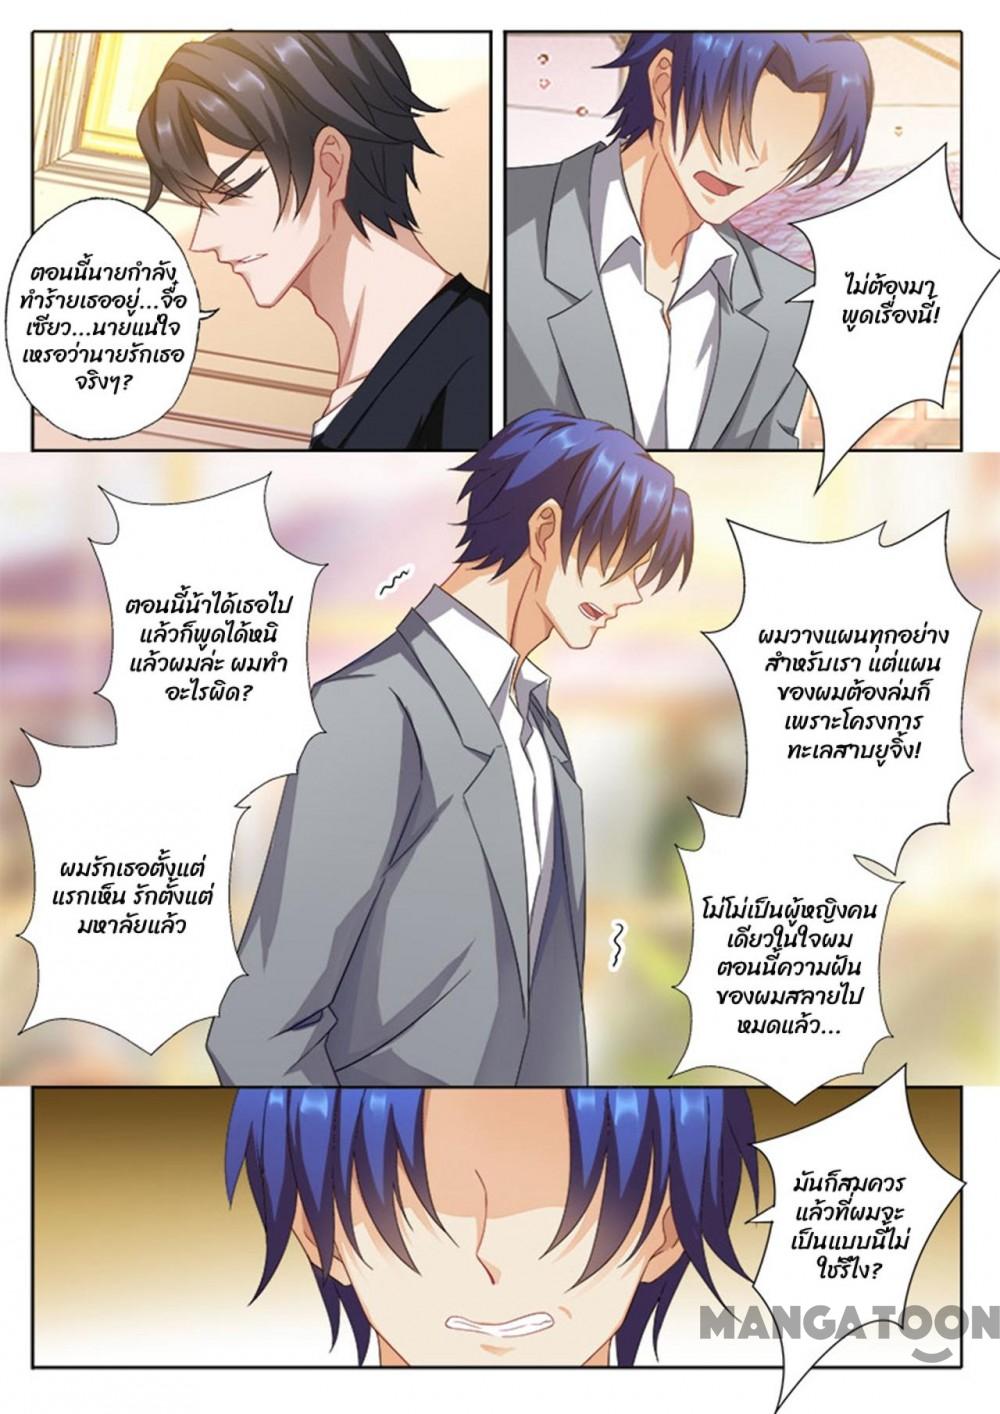 ตอนนี้นายกำลัง
ทำร้ายเธออยู่...จื่อ
เซียว...นายแน่ใจ
เหรอว่านายรักเธอ
จริงๆ?
ไม่ต้องมา
พูดเรื่องนี้!
ตอนนี้น้าได้เธอไป
แล้วก็พูดได้หนิ
แล้วผมล่ะ ผมทำ
อะไรผิด?
ผมรักเธอตั้งแต่
แรกเห็น รักตั้งแต่
มหาลัยแล้ว
ผมวางแผนทุกอย่าง
สำหรับเรา แต่แผน
ของผมต้องล่มก็
เพราะโครงการ
ทะเลสาบยูจิ้ง!
โม่โม่เป็นผู้หญิงคน
เดียวในใจผม
ตอนนี้ความฝัน
ของผมสลายไป
หมดแล้ว...
มันก็สมควร
แล้วที่ผมจะ
เป็นแบบนี้ไม่
ใช่รึไง?
MANGATOON